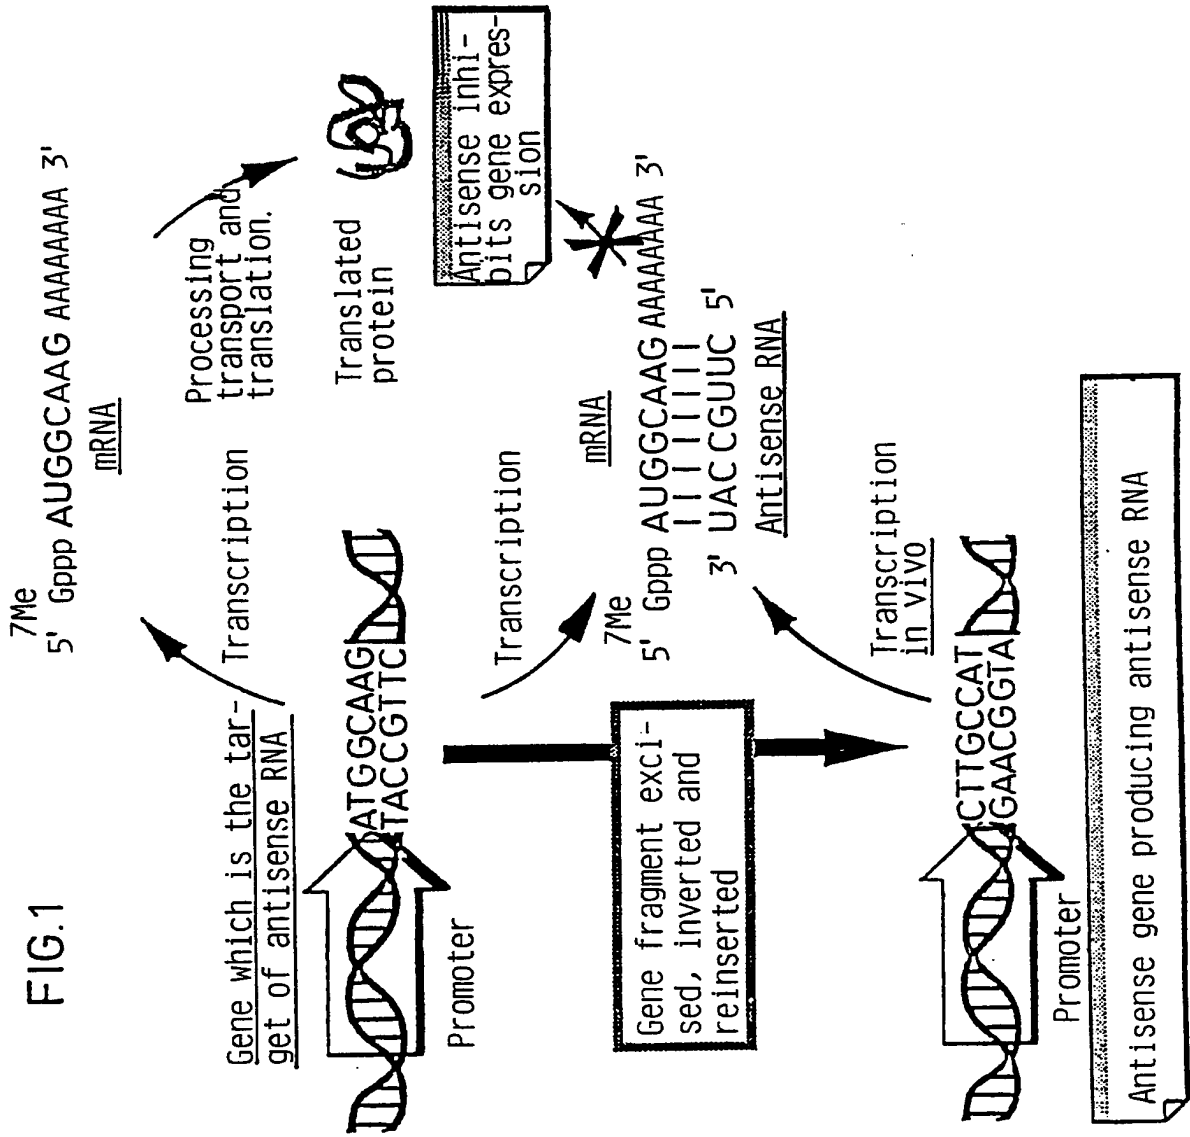 FIG.1
Gene which is the tar-
get of antisense RNA
ATGGCAAG
TACCGTTC
Promoter
Transcription
7Me
5' Gppp AUGGCAAG AAAAAAAA 3'
mRNA
Processing
transport and
translation.
Translated
protein
Transcription
Gene fragment exci-
sed, inverted and
reinserted
mRNA
7Me
5' Gppp AUGGCAAG AAAAAAAA 3'
3' UACCGUUC 5'
Antisense RNA
Antisense inhi-
bits gene expres-
sion
Transcription
in vivo
CTTGCCAT
GAACGGTA
Promoter
Antisense gene producing antisense RNA